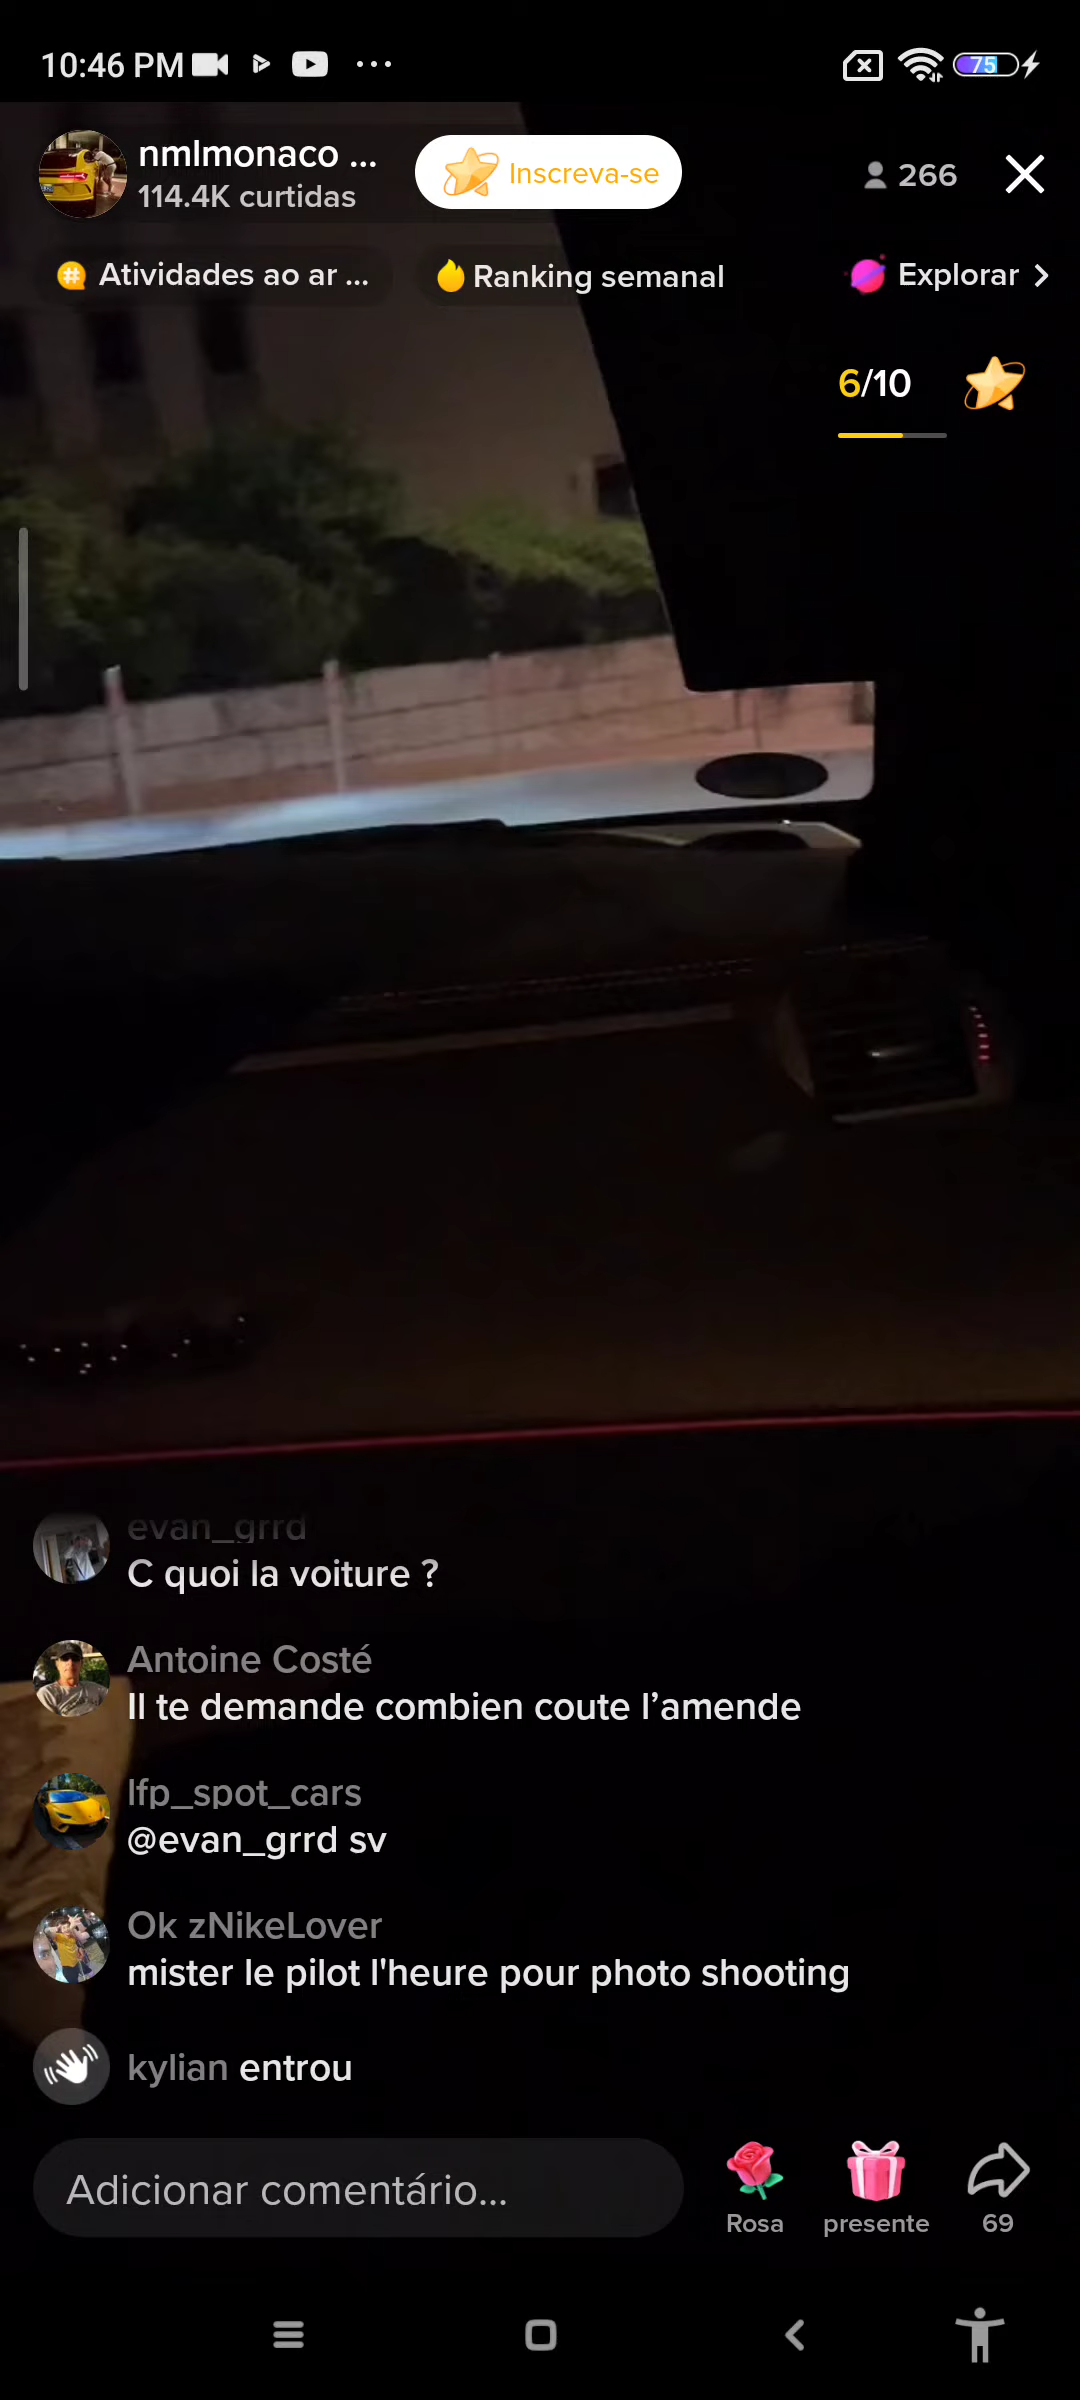 10:46 PM
75
nmlmonaco ...
114.4K curtidas
Inscreva-se
266
Atividades ao ar ...
Ranking semanal
Explorar
6/10
evan_grrd
C quoi la voiture ?
Antoine Costé
Il te demande combien coute l’amende
lfp_spot_cars
@evan_grrd sv
Ok zNikeLover
mister le pilot l'heure pour photo shooting
kylian entrou
Adicionar comentário...
Rosa
presente
69